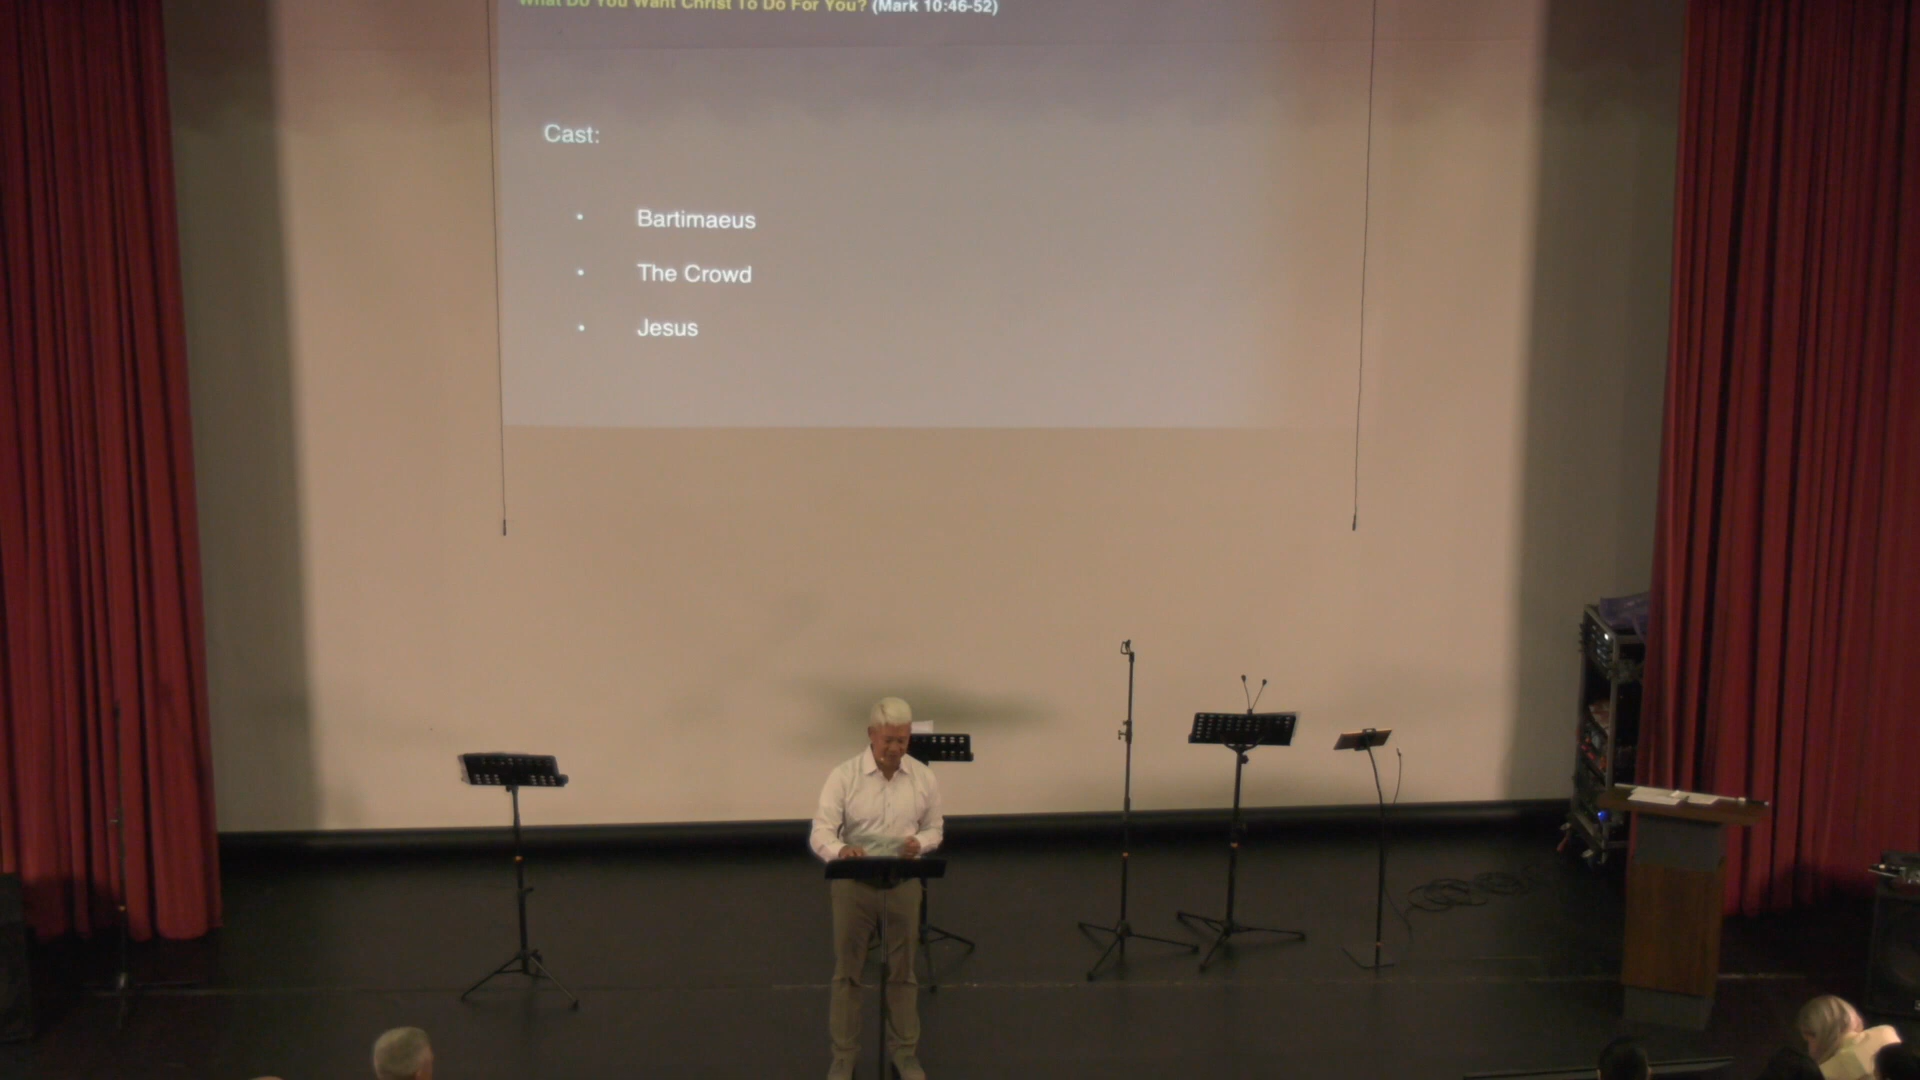 What Do You Want Christ To Do For You? (Mark 10:46-52)
Cast:
• Bartimaeus
• The Crowd
• Jesus